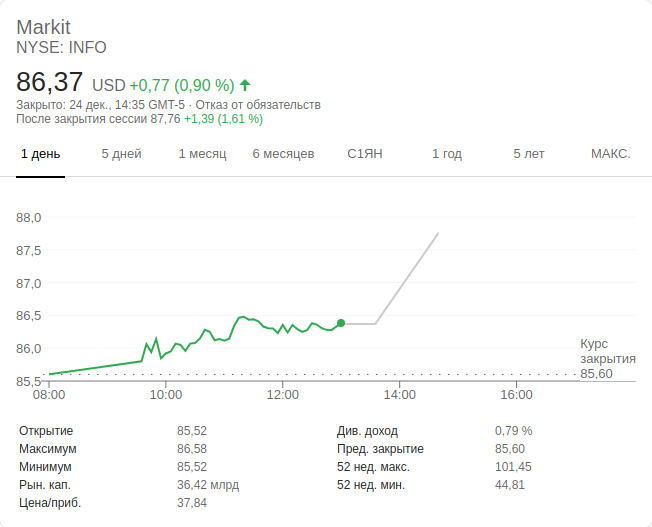 Markit
NYSE: INFO
86,37 USD +0,77 (0,90 %)
Закрыто: 24 дек., 14:35 GMT-5 · Отказ от обязательств
После закрытия сессии 87,76 +1,39 (1,61 %)
1 день 5 дней 1 месяц 6 месяцев С1ЯН 1 год 5 лет МАКС.
88,0
87,5
87,0
86,5
86,0
85,5
Курс
закрытия
85,60
08:00 10:00 12:00 14:00 16:00
Открытие 85,52 Див. доход 0,79 %
Максимум 86,58 Пред. закрытие 85,60
Минимум 85,52 52 нед. макс. 101,45
Рын. кап. 36,42 млрд 52 нед. мин. 44,81
Цена/приб. 37,84